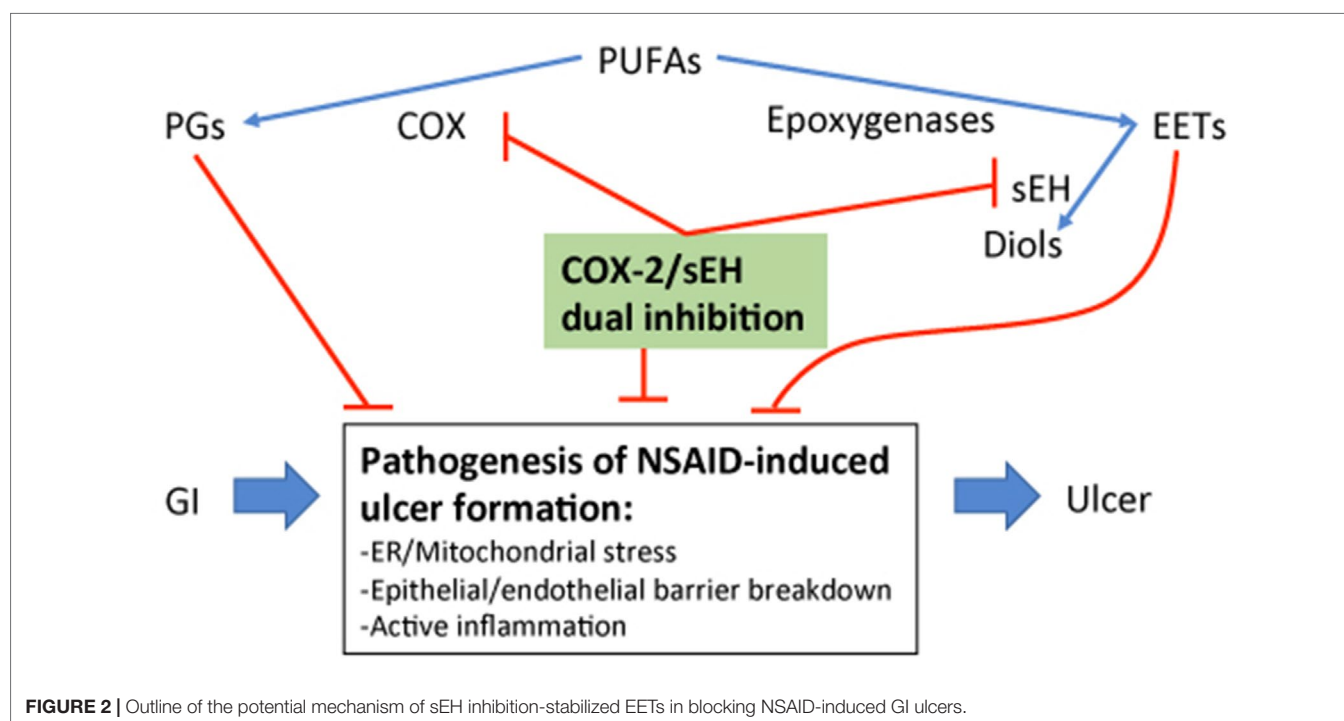 PUFAs
PGs
COX
Epoxygenases
EETs
sEH
Diols
COX-2/sEH
dual inhibition
Pathogenesis of NSAID-induced
ulcer formation:
-ER/Mitochondrial stress
-Epithelial/endothelial barrier breakdown
-Active inflammation
GI
Ulcer
FIGURE 2 | Outline of the potential mechanism of sEH inhibition-stabilized EETs in blocking NSAID-induced GI ulcers.